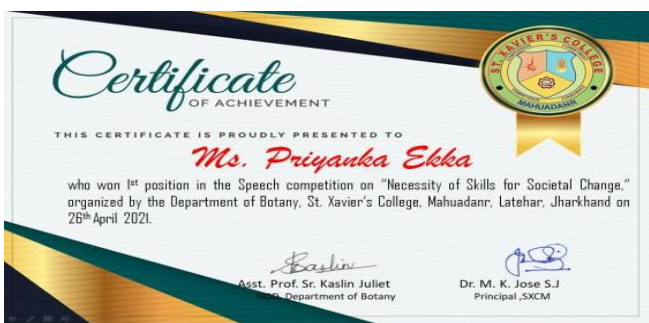 Certificate
OF ACHIEVEMENT
ST. XAVIER'S COLLEGE
MAHUADANR
THIS CERTIFICATE IS PROUDLY PRESENTED TO
Ms. Priyanka Ekka
who won 1st position in the Speech competition on "Necessity of Skills for Societal Change,"
organized by the Department of Botany, St. Xavier's College, Mahuadanr, Latehar, Jharkhand on
26th April 2021.
Kaslin
Asst. Prof. Sr. Kaslin Juliet
HOD, Department of Botany
Dr. M. K. Jose S.J
Principal ,SXCM